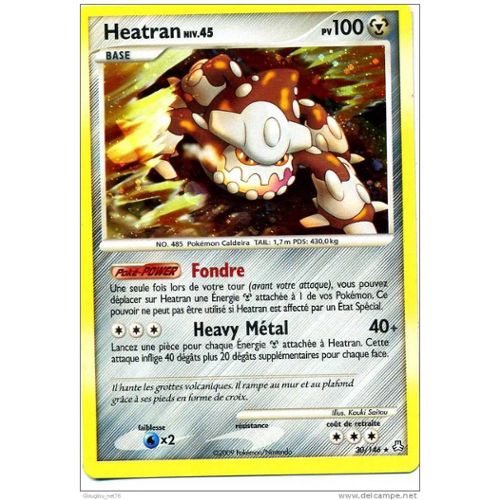 Heatran NIV.45 PV 100
BASE
NO. 485 Pokémon Caldeira TAIL: 1,7m PDS: 430,0kg
Poké-POWER Fondre
Une seule fois lors de votre tour (avant votre attaque), vous pouvez
déplacer sur Heatran une Énergie attachée à 1 de vos Pokémon. Ce
pouvoir ne peut pas être utilisé si Heatran est affecté par un État Spécial.
Heavy Métal 40+
Lancez une pièce pour chaque Énergie attachée à Heatran. Cette
attaque inflige 40 dégâts plus 20 dégâts supplémentaires pour chaque face.
Il hante les grottes volcaniques. Il rampe au mur et au plafond
grâce à ses pieds en forme de croix.
Illus. Kouki Saitou
faiblesse résistance coût de retraite
x2
©2009 Pokémon/Nintendo
30/146
delcampe.net